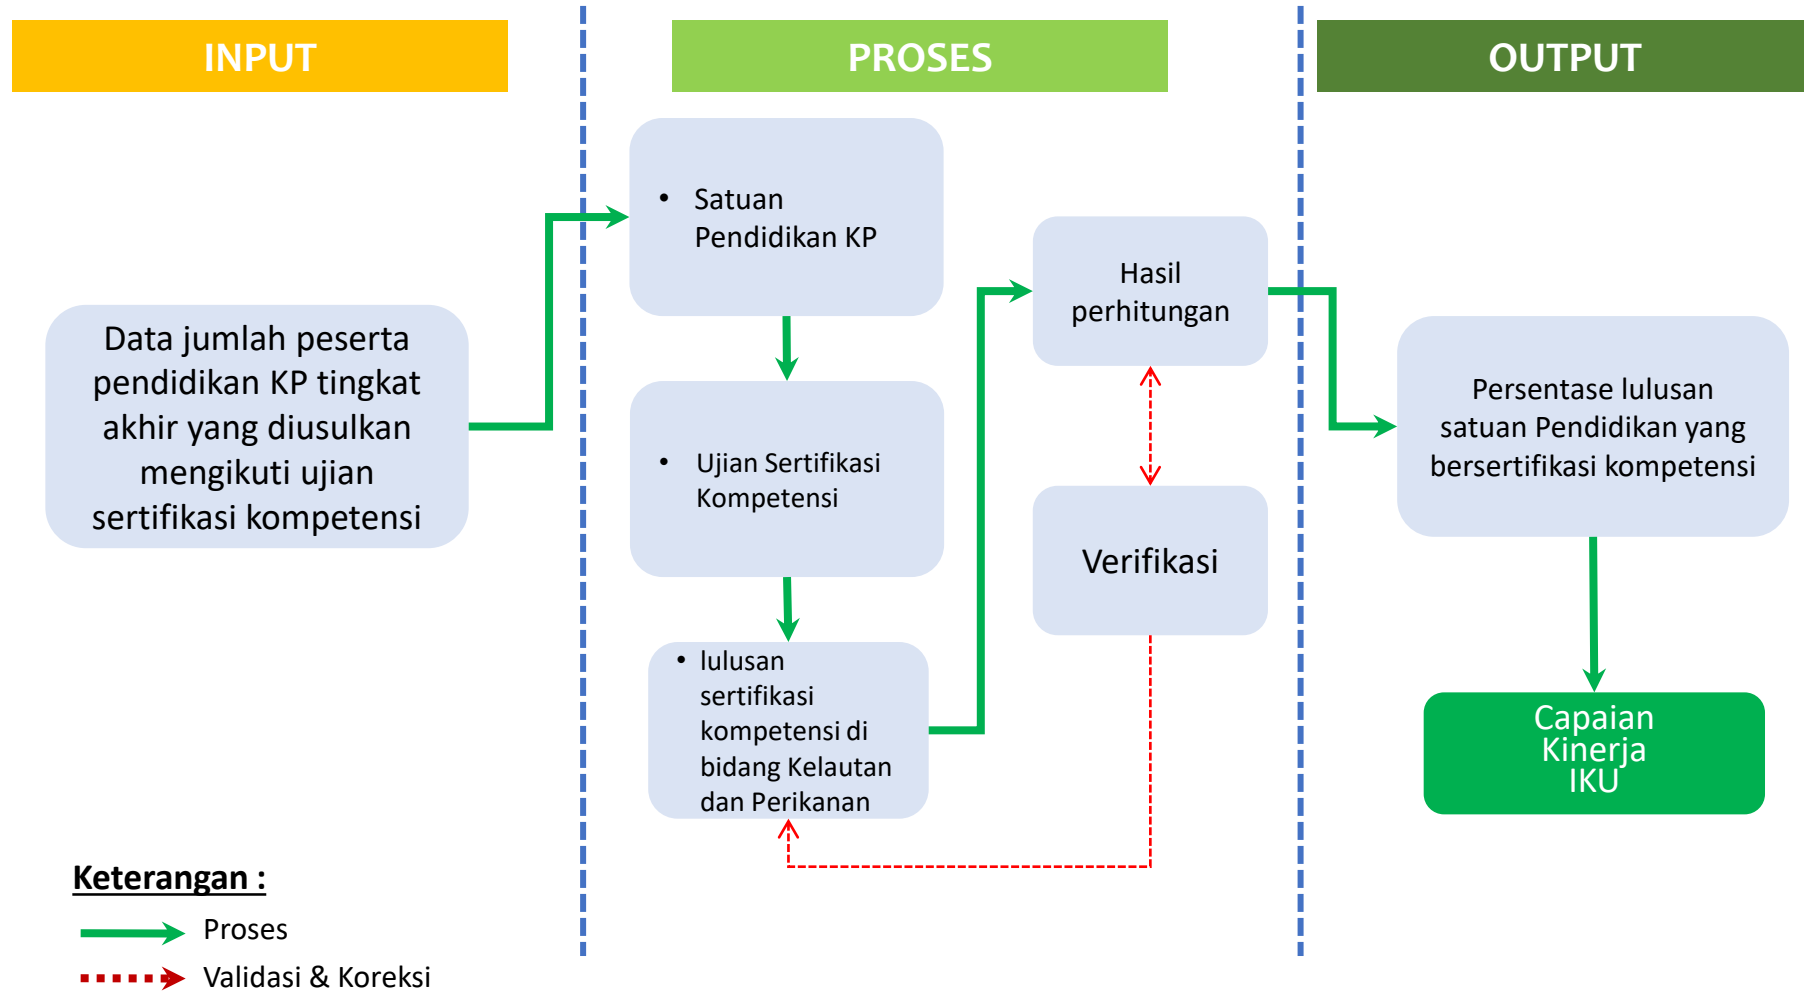 INPUT
PROSES
OUTPUT
Data jumlah peserta
pendidikan KP tingkat
akhir yang diusulkan
mengikuti ujian
sertifikasi kompetensi
• Satuan
Pendidikan KP
• Ujian Sertifikasi
Kompetensi
• lulusan
sertifikasi
kompetensi di
bidang Kelautan
dan Perikanan
Hasil
perhitungan
Verifikasi
Persentase lulusan
satuan Pendidikan yang
bersertifikasi kompetensi
Capaian
Kinerja
IKU
Keterangan :
Proses
Validasi & Koreksi